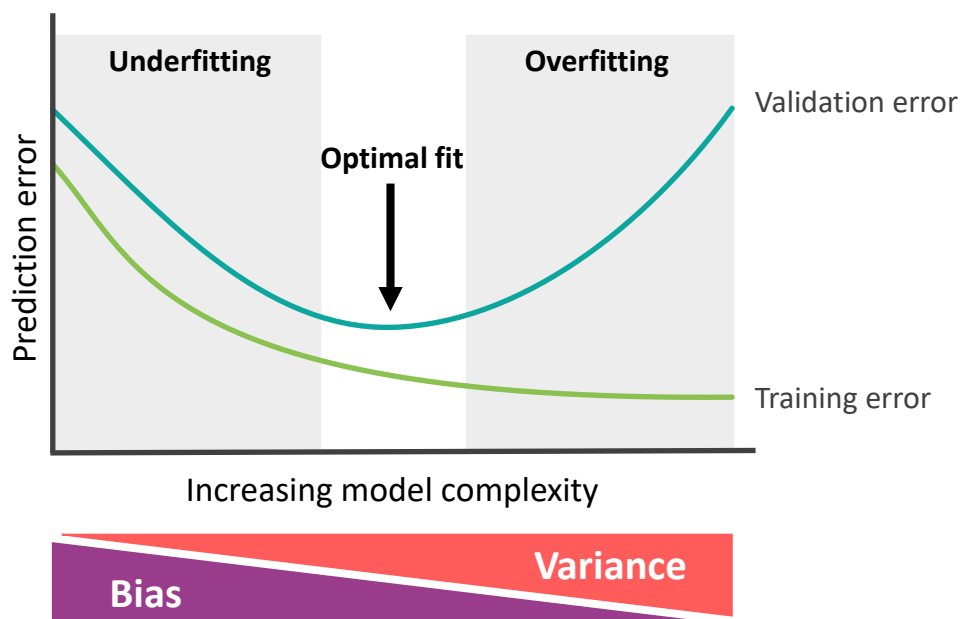 Underfitting
Overfitting
Validation error
Optimal fit
Prediction error
Training error
Increasing model complexity
Variance
Bias